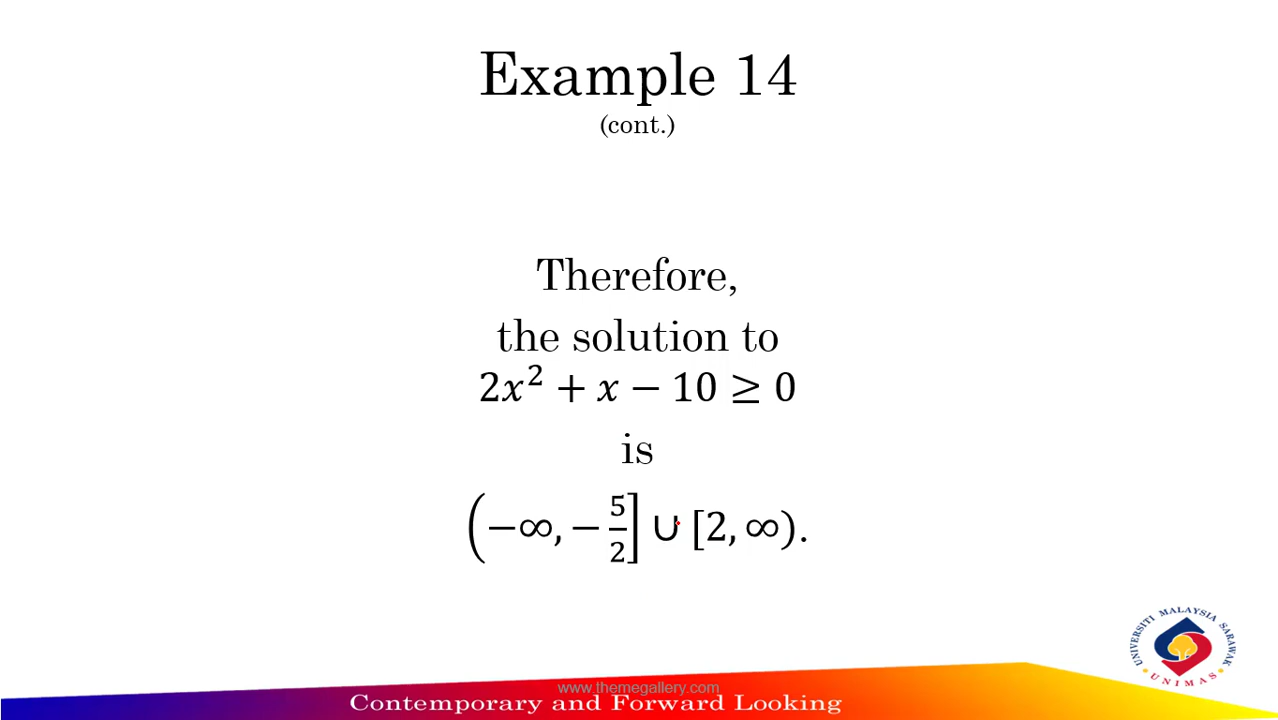 Example 14
(cont.)
Therefore,
the solution to
2x² + x − 10 ≥ 0
is
(−∞, −5/2] ∪ [2, ∞).
UNIVERSITI MALAYSIA SARAWAK
UNIMAS
www.themegallery.com
Contemporary and Forward Looking